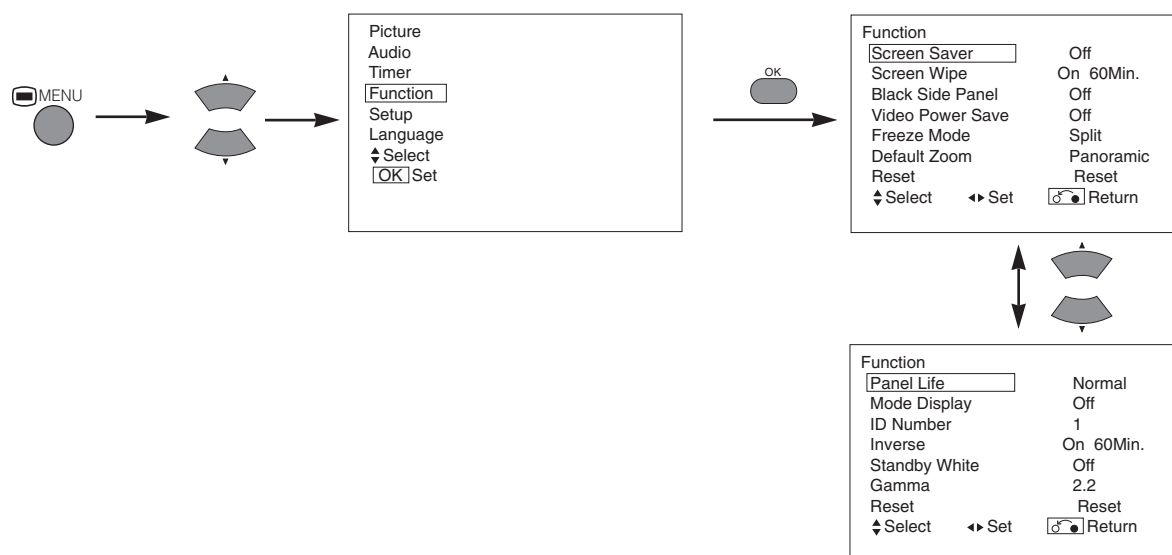 MENU
Picture
Audio
Timer
Function
Setup
Language
Select
OK Set
OK
Function
Screen Saver Off
Screen Wipe On 60Min.
Black Side Panel Off
Video Power Save Off
Freeze Mode Split
Default Zoom Panoramic
Reset Reset
Select Set Return
Function
Panel Life Normal
Mode Display Off
ID Number 1
Inverse On 60Min.
Standby White Off
Gamma 2.2
Reset Reset
Select Set Return